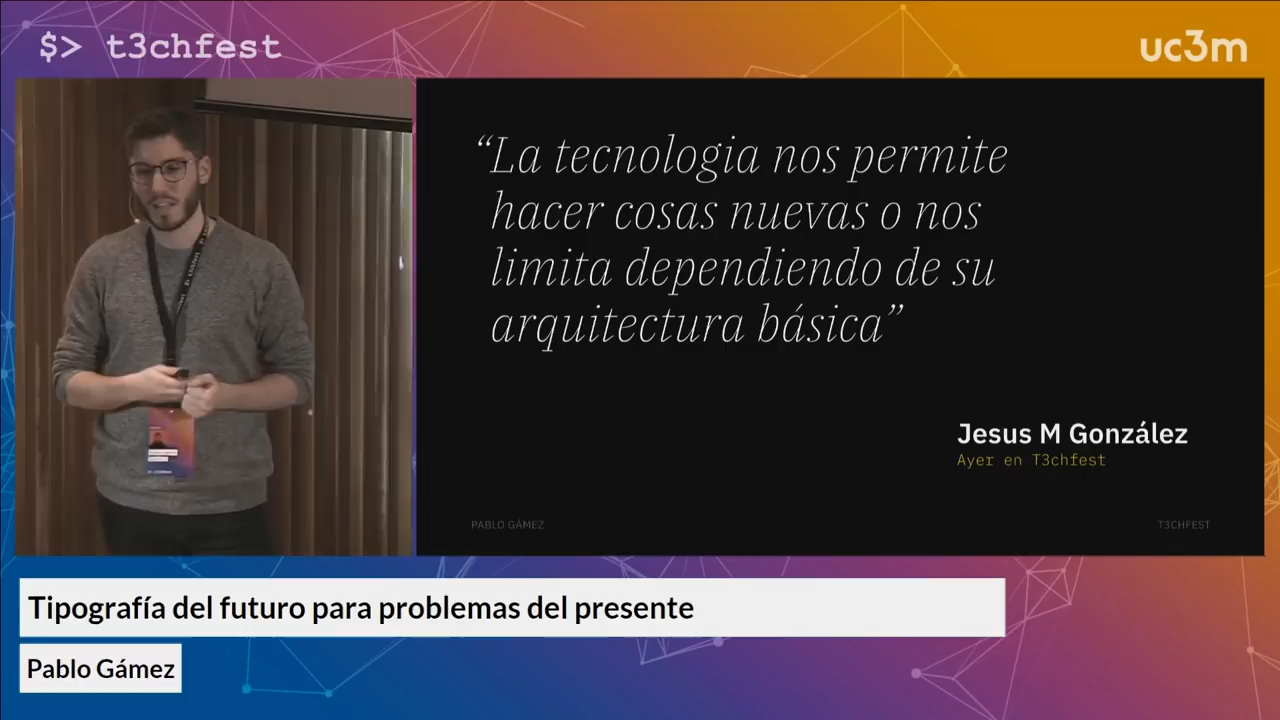 $> t3chfest
uc3m
“La tecnologia nos permite
hacer cosas nuevas o nos
limita dependiendo de su
arquitectura básica”
Jesus M González
Ayer en T3chfest
PABLO GÁMEZ
T3CHFEST
Tipografía del futuro para problemas del presente
Pablo Gámez